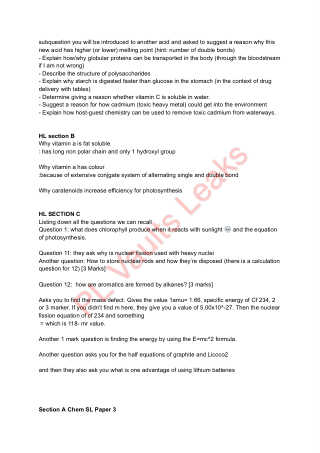 subquestion you will be introduced to another acid and asked to suggest a reason why this
new acid has higher (or lower) melting point (hint: number of double bonds)
- Explain how/why globular proteins can be transported in the body (through the bloodstream
if I am not wrong)
- Describe the structure of polysaccharides
- Explain why starch is digested faster than glucose in the stomach (in the context of drug
delivery with tables)
- Determine giving a reason whether vitamin C is soluble in water.
- Suggest a reason for how cadmium (toxic heavy metal) could get into the environment
- Explain how host-guest chemistry can be used to remove toxic cadmium from waterways.
HL section B
Why vitamin a is fat soluble
: has long non polar chain and only 1 hydroxyl group
Why vitamin a has colour
:because of extensive conjgate system of alternating single and double bond
Why carotenoids increase efficiency for photosynthesis
HL SECTION C
Listing down all the questions we can recall
Question 1: what does chlorophyll produce when it reacts with sunlight and the equation
of photosynthesis.
Question 11: they ask why is nuclear fission used with heavy nuclei
Another question: How to store nuclear rods and how they're disposed (there is a calculation
question for 12) [3 Marks]
Question 12: how are aromatics are formed by alkanes? [3 marks]
Asks you to find the mass defect. Gives the value 1amu= 1.66, specific energy of Cf 234, 2
or 3 marker. If you didn't find m here, they give you a value of 5.00x10^-27. Then the nuclear
fission equation of cf 234 and something
= which is 118- mr value.
Another 1 mark question is finding the energy by using the E=mc^2 formula.
Another question asks you for the half equations of graphite and Licoco2
and then they also ask you what is one advantage of using lithium batteries
Section A Chem SL Paper 3
PL Vaults Leaks